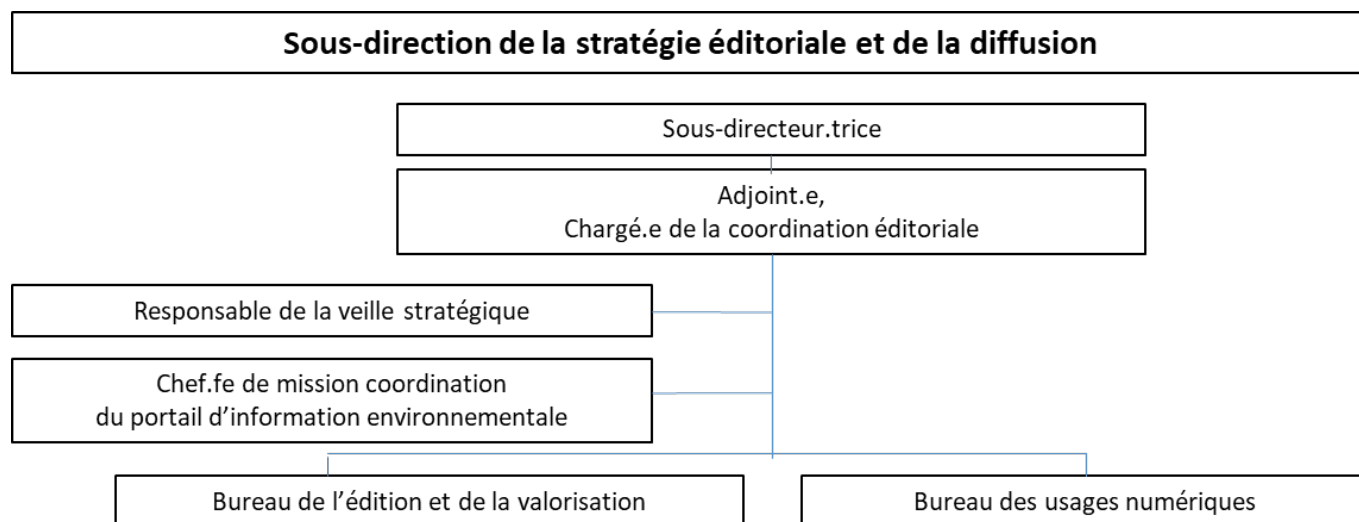 Sous-direction de la stratégie éditoriale et de la diffusion
Sous-directeur.trice
Adjoint.e,
Chargé.e de la coordination éditoriale
Responsable de la veille stratégique
Chef.fe de mission coordination
du portail d’information environnementale
Bureau de l’édition et de la valorisation
Bureau des usages numériques